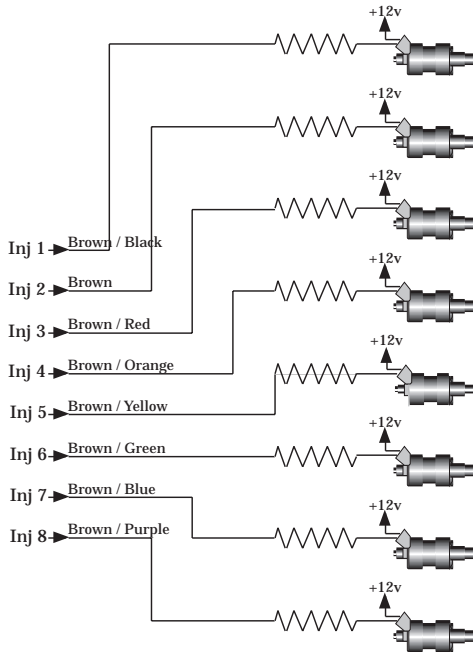 +12v
+12v
+12v
Inj 1 Brown / Black
+12v
Inj 2 Brown
Inj 3 Brown / Red
+12v
Inj 4 Brown / Orange
Inj 5 Brown / Yellow
+12v
Inj 6 Brown / Green
Inj 7 Brown / Blue
+12v
Inj 8 Brown / Purple
+12v